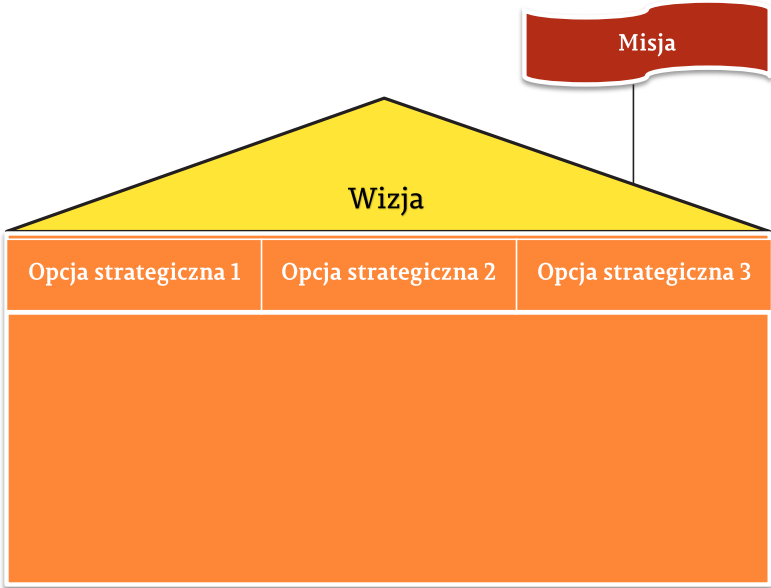 Misja
Wizja
Opcja strategiczna 1
Opcja strategiczna 2
Opcja strategiczna 3